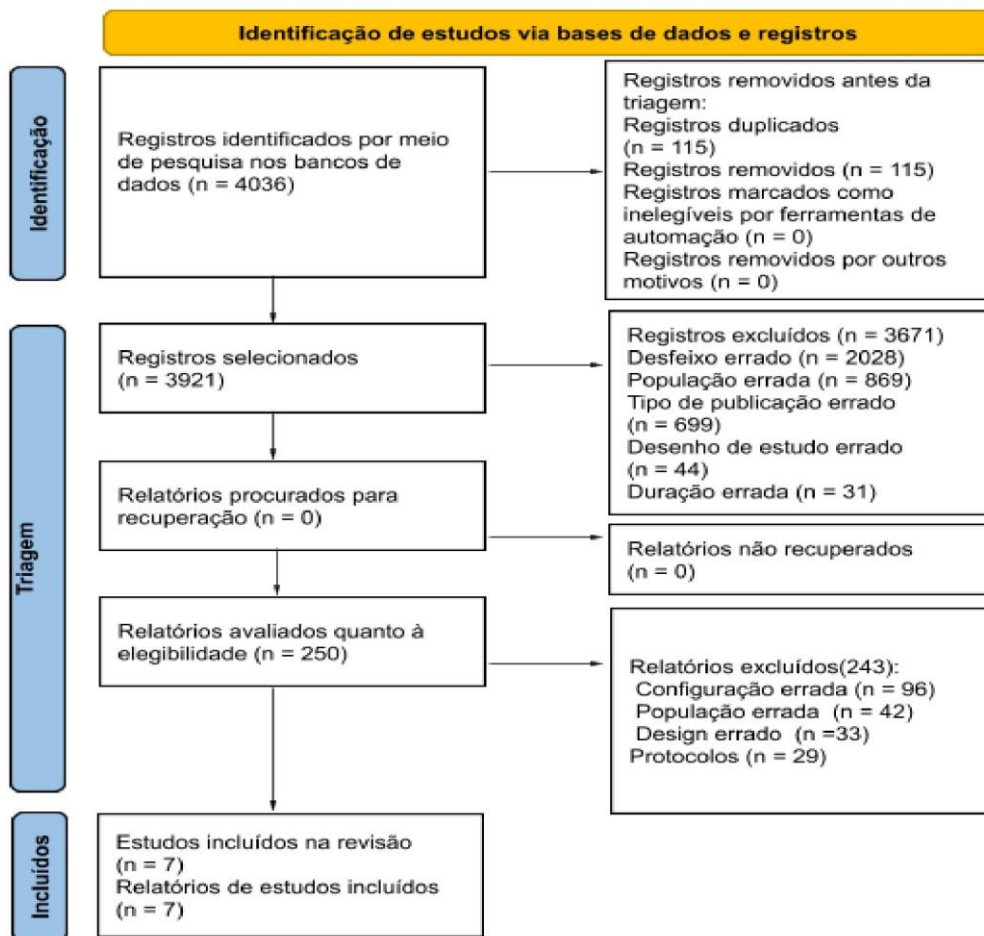 Identificação de estudos via bases de dados e registros
Identificação
Registros identificados por meio
de pesquisa nos bancos de
dados (n = 4036)
Registros removidos antes da
triagem:
Registros duplicados
(n = 115)
Registros removidos (n = 115)
Registros marcados como
inelegíveis por ferramentas de
automação (n = 0)
Registros removidos por outros
motivos (n = 0)
Triagem
Registros selecionados
(n = 3921)
Registros excluídos (n = 3671)
Desfeixo errado (n = 2028)
População errada (n = 869)
Tipo de publicação errado
(n = 699)
Desenho de estudo errado
(n = 44)
Duração errada (n = 31)
Relatórios procurados para
recuperação (n = 0)
Relatórios não recuperados
(n = 0)
Relatórios avaliados quanto à
elegibilidade (n = 250)
Relatórios excluídos(243):
Configuração errada (n = 96)
População errada (n = 42)
Design errado (n =33)
Protocolos (n = 29)
Incluídos
Estudos incluídos na revisão
(n = 7)
Relatórios de estudos incluídos
(n = 7)